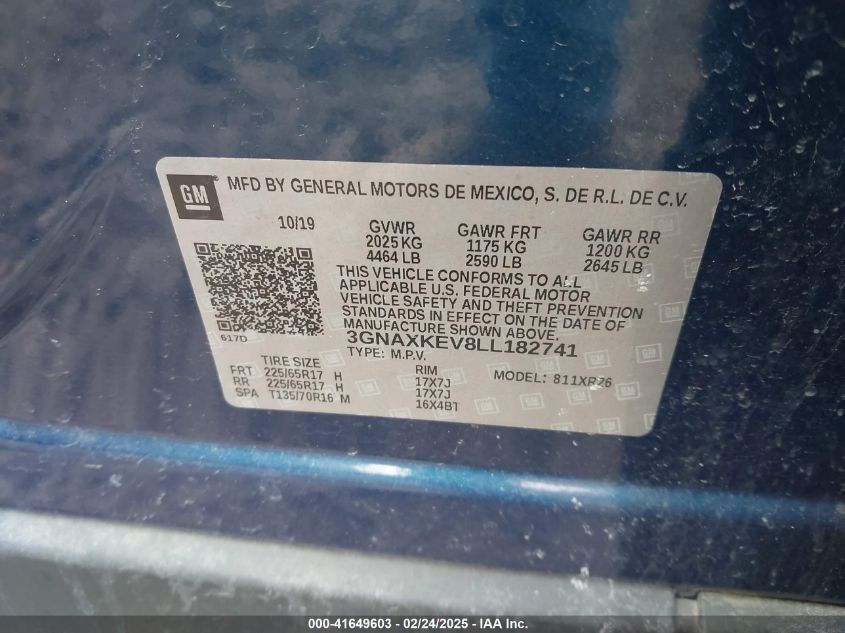 GM MFD BY GENERAL MOTORS DE MEXICO, S. DE R.L. DE C.V.
10/19 GVWR GAWR FRT GAWR RR
2025 KG 1175 KG 1200 KG
4464 LB 2590 LB 2645 LB
THIS VEHICLE CONFORMS TO ALL
APPLICABLE U.S. FEDERAL MOTOR
VEHICLE SAFETY AND THEFT PREVENTION
STANDARDS IN EFFECT ON THE DATE OF
MANUFACTURE SHOWN ABOVE.
617D 3GNAXKEV8LL182741
TYPE: M.P.V.
TIRE SIZE RIM MODEL: 811XR26
FRT 225/65R17 H 17X7J
RR 225/65R17 H 17X7J
SPA T135/70R16 M 16X4BT
000-41649603 - 02/24/2025 - IAA Inc.